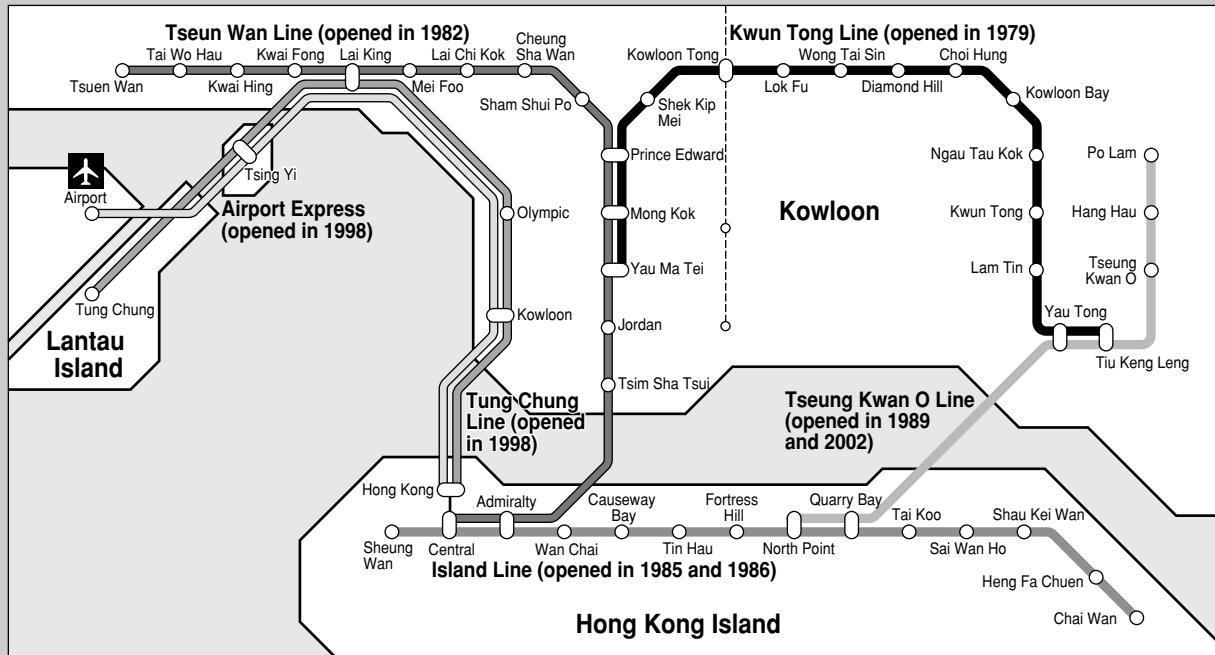 Tseun Wan Line (opened in 1982)
Kwun Tong Line (opened in 1979)
Tsuen Wan
Tai Wo Hau
Kwai Hing
Kwai Fong
Lai King
Mei Foo
Lai Chi Kok
Cheung
Sha Wan
Sham Shui Po
Kowloon Tong
Shek Kip
Mei
Lok Fu
Wong Tai Sin
Diamond Hill
Choi Hung
Kowloon Bay
Prince Edward
Ngau Tau Kok
Po Lam
Tsing Yi
Airport
Airport Express
(opened in 1998)
Olympic
Mong Kok
Kowloon
Kwun Tong
Hang Hau
Yau Ma Tei
Lam Tin
Tseung
Kwan O
Tung Chung
Kowloon
Jordan
Yau Tong
Tiu Keng Leng
Lantau
Island
Tsim Sha Tsui
Tung Chung
Line (opened
in 1998)
Tseung Kwan O Line
(opened in 1989
and 2002)
Hong Kong
Admiralty
Causeway
Bay
Fortress
Hill
Quarry Bay
Tai Koo
Shau Kei Wan
Sheung
Wan
Central
Wan Chai
Tin Hau
North Point
Sai Wan Ho
Island Line (opened in 1985 and 1986)
Heng Fa Chuen
Chai Wan
Hong Kong Island